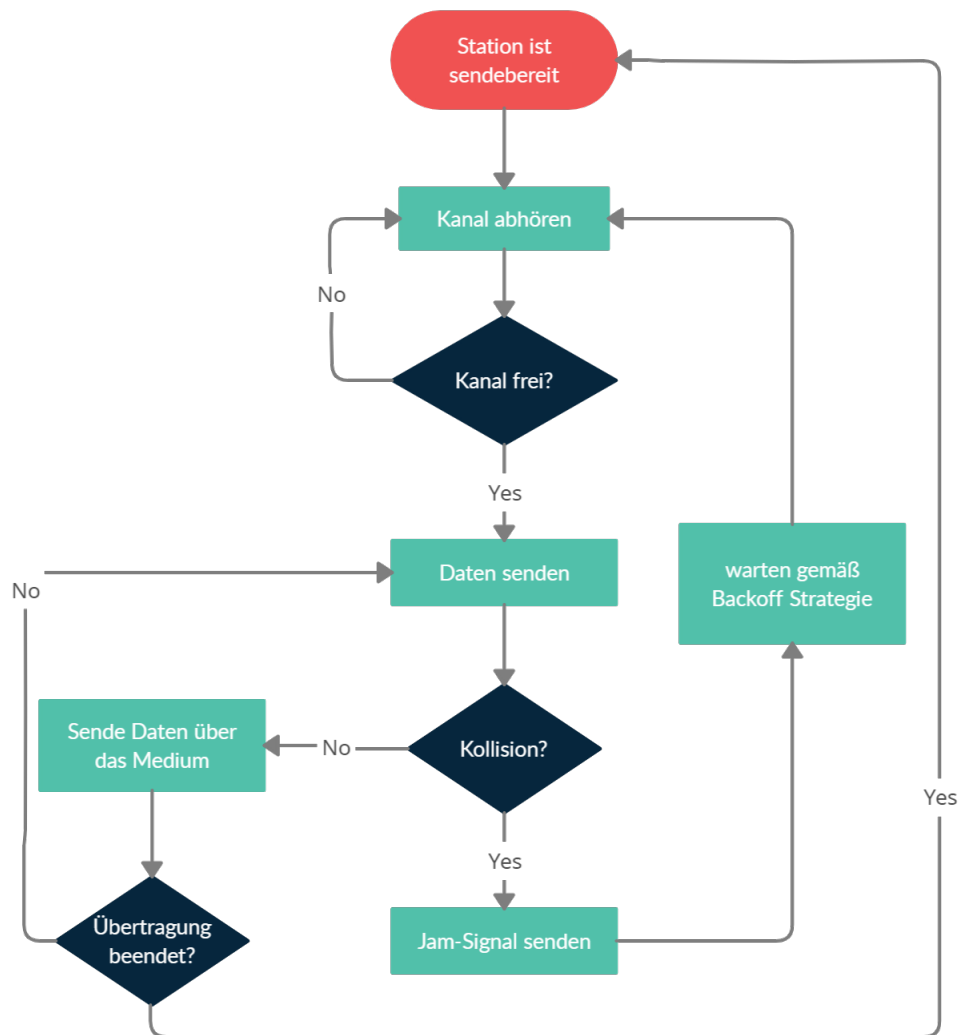 Station ist
sendebereit
Kanal abhören
No
Kanal frei?
Yes
Daten senden
No
warten gemäß
Backoff Strategie
Sende Daten über
das Medium
No
Kollision?
Yes
Yes
Übertragung
beendet?
Jam-Signal senden